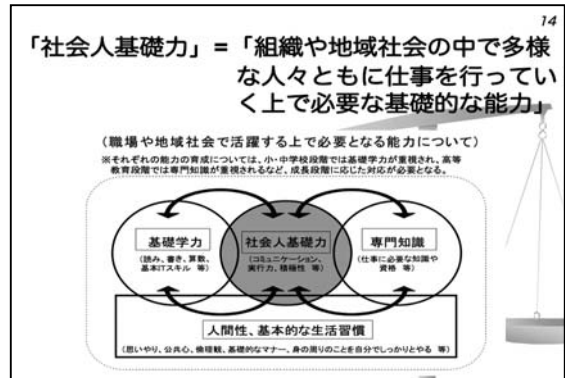 14
「社会人基礎力」=「組織や地域社会の中で多様
な人々ともに仕事を行ってい
く上で必要な基礎的な能力」
(職場や地域社会で活躍する上で必要となる能力について)
※それぞれの能力の育成については、小・中学校段階では基礎学力が重視され、高等
教育段階では専門知識が重視されるなど、成長段階に応じた対応が必要となる。
基礎学力
(読み、書き、算数、
基本ITスキル 等)
社会人基礎力
(コミュニケーション、
実行力、積極性 等)
専門知識
(仕事に必要な知識や
資格 等)
人間性、基本的な生活習慣
(思いやり、公共心、倫理観、基礎的なマナー、身の周りのことを自分でしっかりとやる 等)